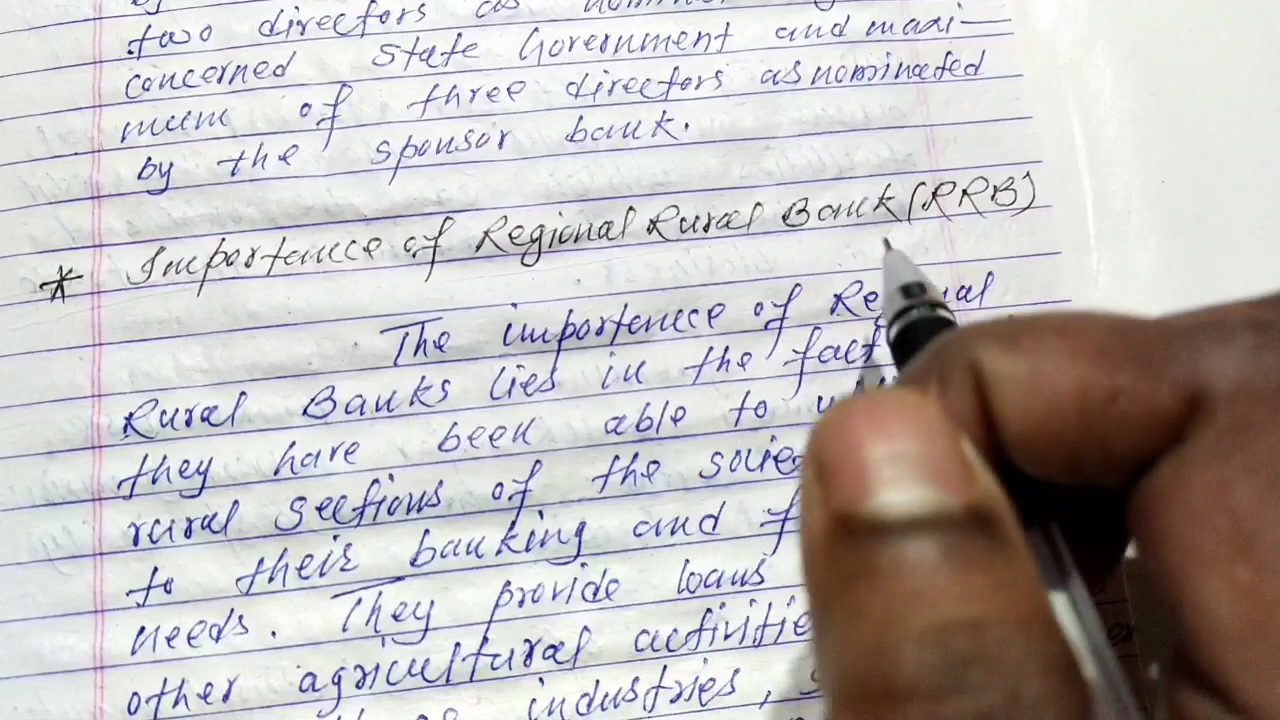 two directors as
concerned State Government and maxi-
mum of three directors as nominated
by the sponsor bank.
* Importance of Regional Rural Bank (RRB)
The importence of Re nal
Rural Banks lies in the fact
they have been able to
rural sections of the
to their banking and
needs. They provide loans
other agricultural activitie
industries,